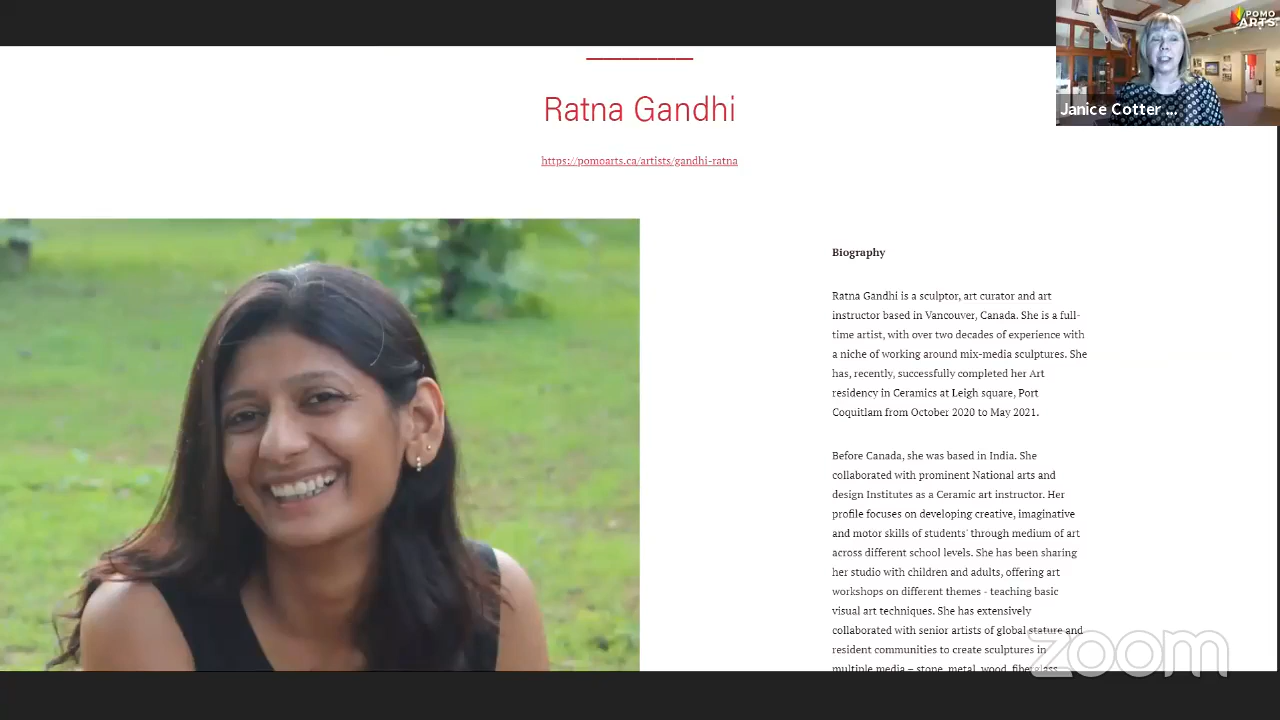 POMO
ARTS
Janice Cotter ...
Ratna Gandhi
https://pomoarts.ca/artists/gandhi-ratna
Biography
Ratna Gandhi is a sculptor, art curator and art
instructor based in Vancouver, Canada. She is a full-
time artist, with over two decades of experience with
a niche of working around mix-media sculptures. She
has, recently, successfully completed her Art
residency in Ceramics at Leigh square, Port
Coquitlam from October 2020 to May 2021.
Before Canada, she was based in India. She
collaborated with prominent National arts and
design Institutes as a Ceramic art instructor. Her
profile focuses on developing creative, imaginative
and motor skills of students' through medium of art
across different school levels. She has been sharing
her studio with children and adults, offering art
workshops on different themes - teaching basic
visual art techniques. She has extensively
collaborated with senior artists of global stature and
resident communities to create sculptures in
multiple media – stone, metal, wood, fiberglass
zoom